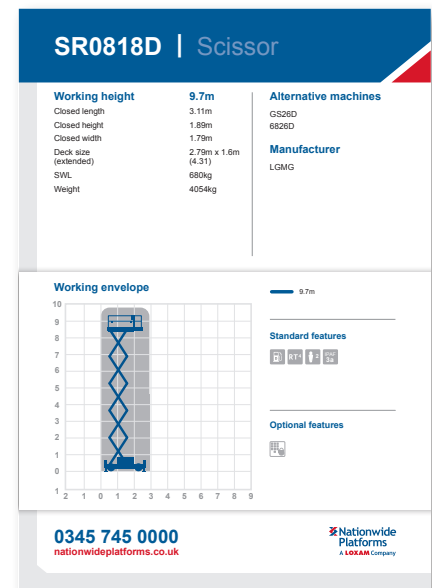 SR0818D | Scissor
Working height 9.7m
Closed length 3.11m
Closed height 1.89m
Closed width 1.79m
Deck size 2.79m x 1.6m
(extended) (4.31)
SWL 680kg
Weight 4054kg
Alternative machines
GS26D
6826D
Manufacturer
LGMG
Working envelope
10
9
8
7
6
5
4
3
2
1
0
1
2 1 0 1 2 3 4 5 6 7 8 9
9.7m
Standard features
RT+
2
3a
Optional features
0345 745 0000
nationwideplatforms.co.uk
Nationwide
Platforms
A LOXAM Company